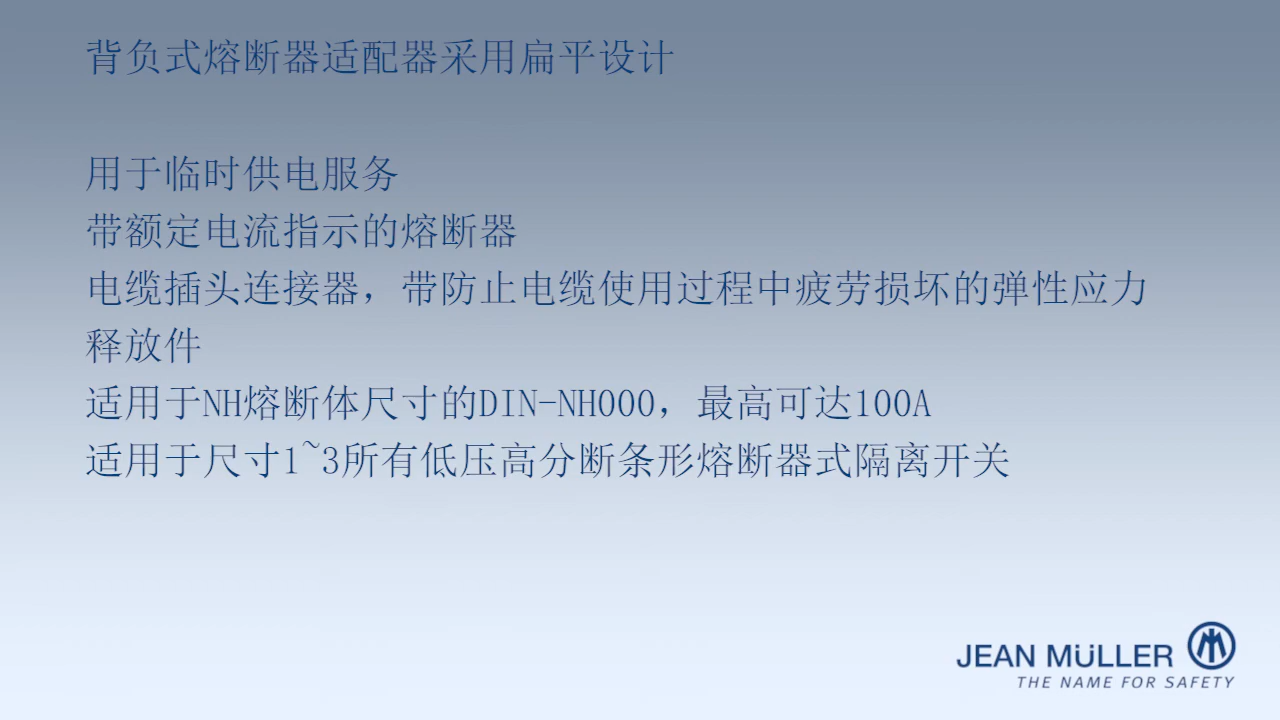 背负式熔断器适配器采用扁平设计
用于临时供电服务
带额定电流指示的熔断器
电缆插头连接器，带防止电缆使用过程中疲劳损坏的弹性应力
释放件
适用于NH熔断体尺寸的DIN-NH000，最高可达100A
适用于尺寸1~3所有低压高分断条形熔断器式隔离开关
JEAN MÜLLER
THE NAME FOR SAFETY